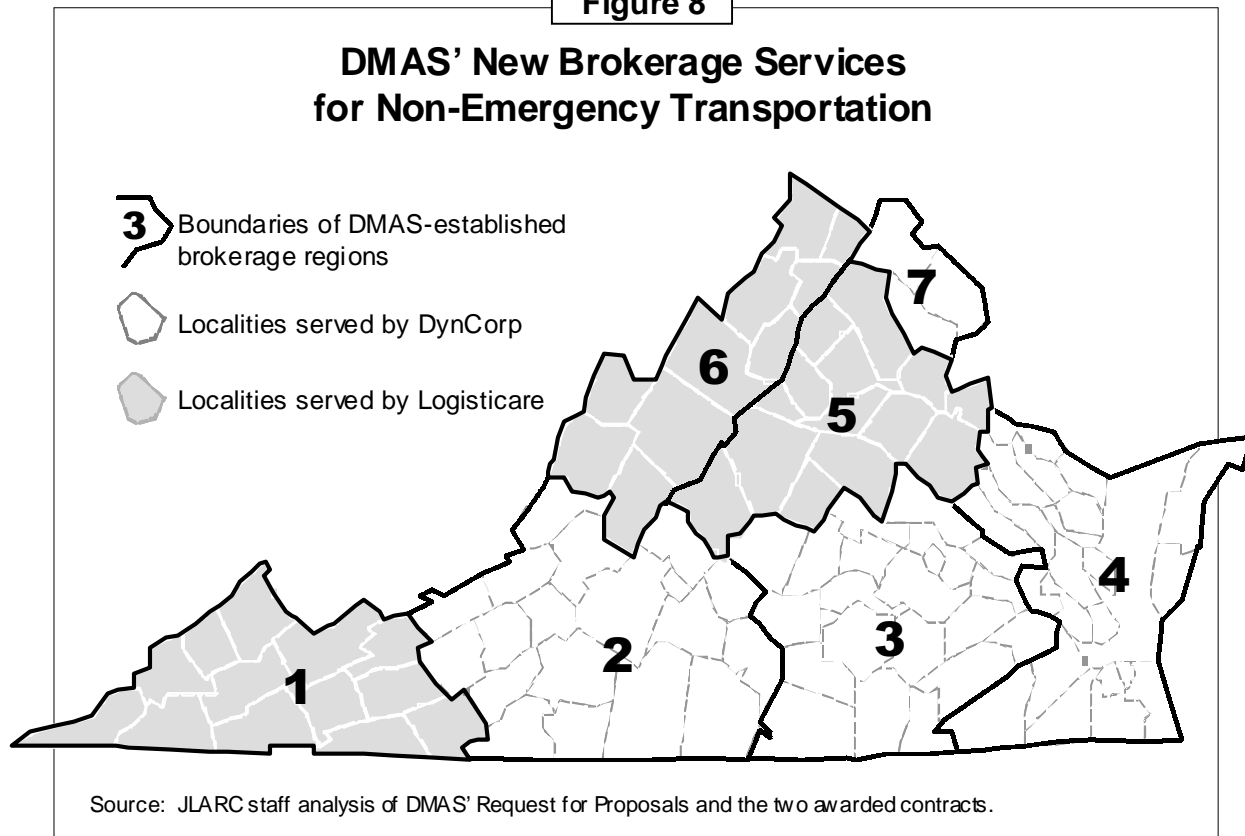 Figure 8
DMAS’ New Brokerage Services
for Non-Emergency Transportation
3
Boundaries of DMAS-established
brokerage regions
Localities served by DynCorp
Localities served by Logisticare
7
6
5
4
3
2
1
Source: JLARC staff analysis of DMAS’ Request for Proposals and the two awarded contracts.